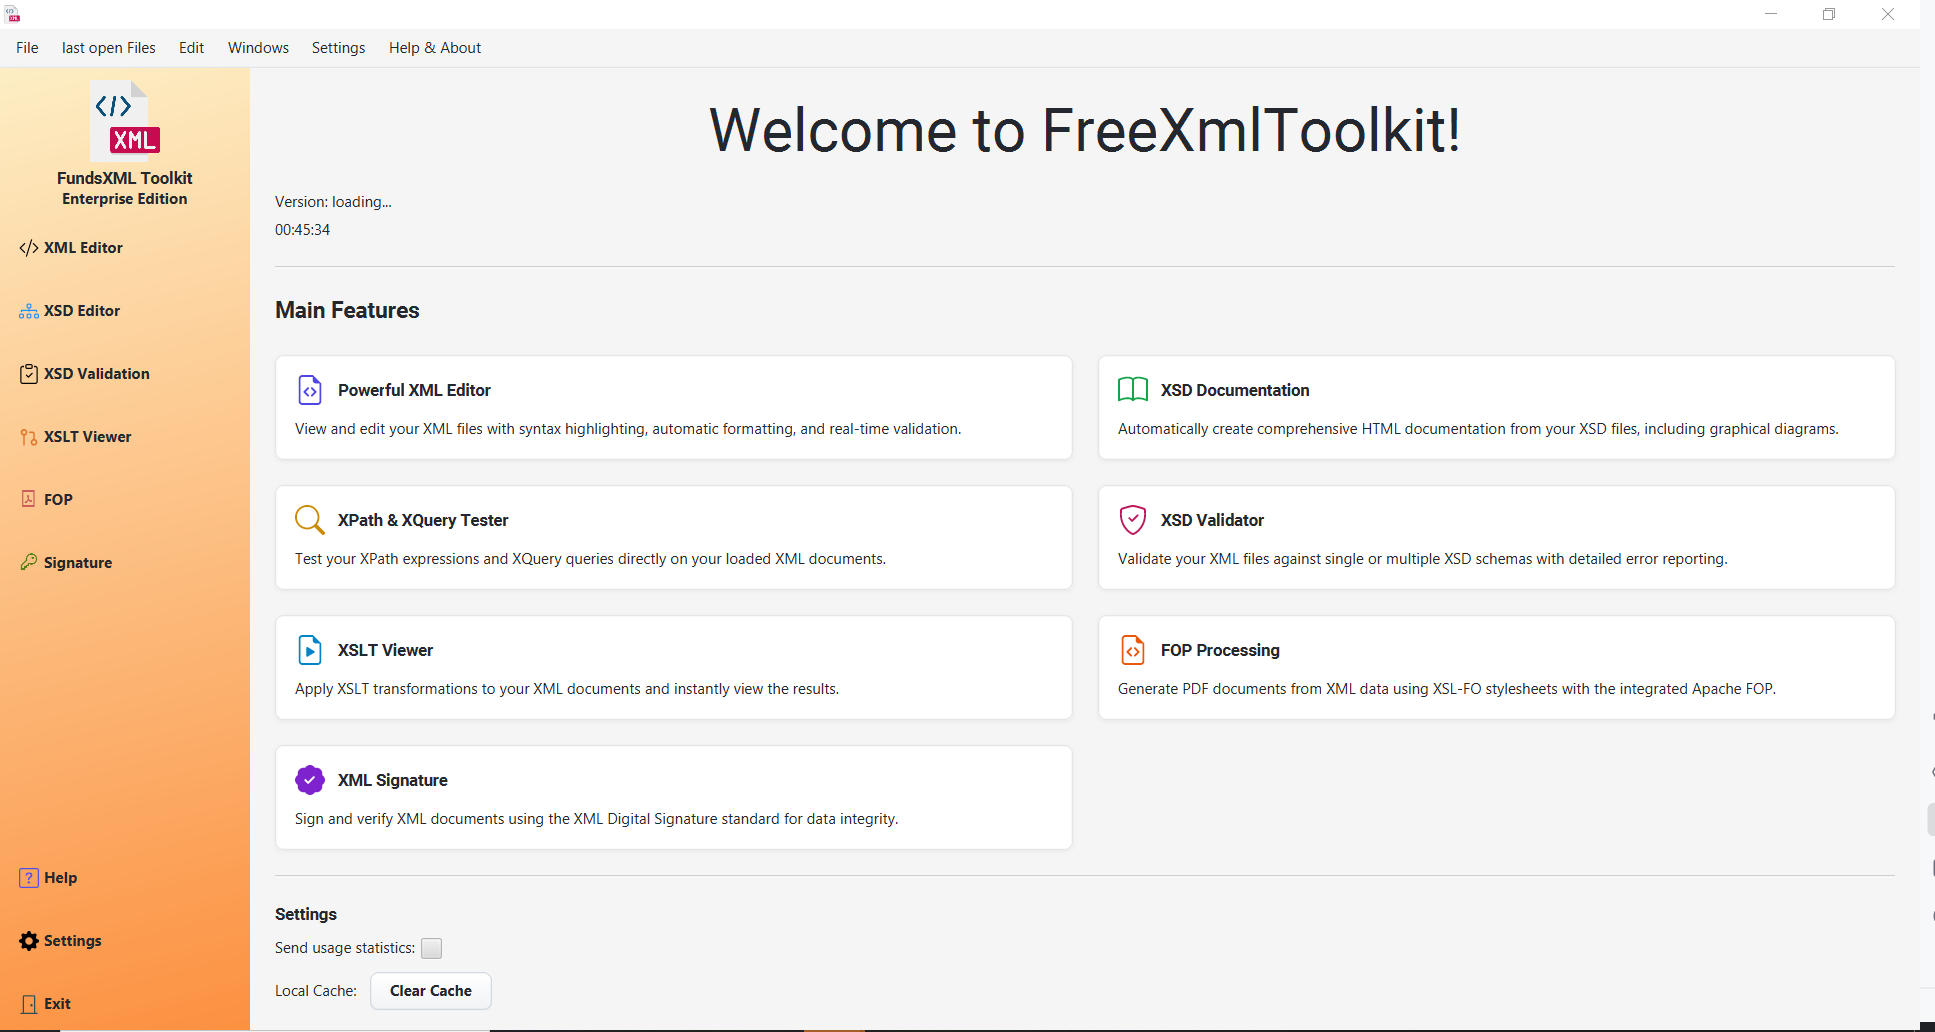 File last open Files Edit Windows Settings Help & About
</>
XML
FundsXML Toolkit
Enterprise Edition
</> XML Editor
XSD Editor
XSD Validation
XSLT Viewer
FOP
Signature
? Help
Settings
Exit
Welcome to FreeXmlToolkit!
Version: loading...
00:45:34
Main Features
Powerful XML Editor
View and edit your XML files with syntax highlighting, automatic formatting, and real-time validation.
XSD Documentation
Automatically create comprehensive HTML documentation from your XSD files, including graphical diagrams.
XPath & XQuery Tester
Test your XPath expressions and XQuery queries directly on your loaded XML documents.
XSD Validator
Validate your XML files against single or multiple XSD schemas with detailed error reporting.
XSLT Viewer
Apply XSLT transformations to your XML documents and instantly view the results.
FOP Processing
Generate PDF documents from XML data using XSL-FO stylesheets with the integrated Apache FOP.
XML Signature
Sign and verify XML documents using the XML Digital Signature standard for data integrity.
Settings
Send usage statistics:
Local Cache: Clear Cache